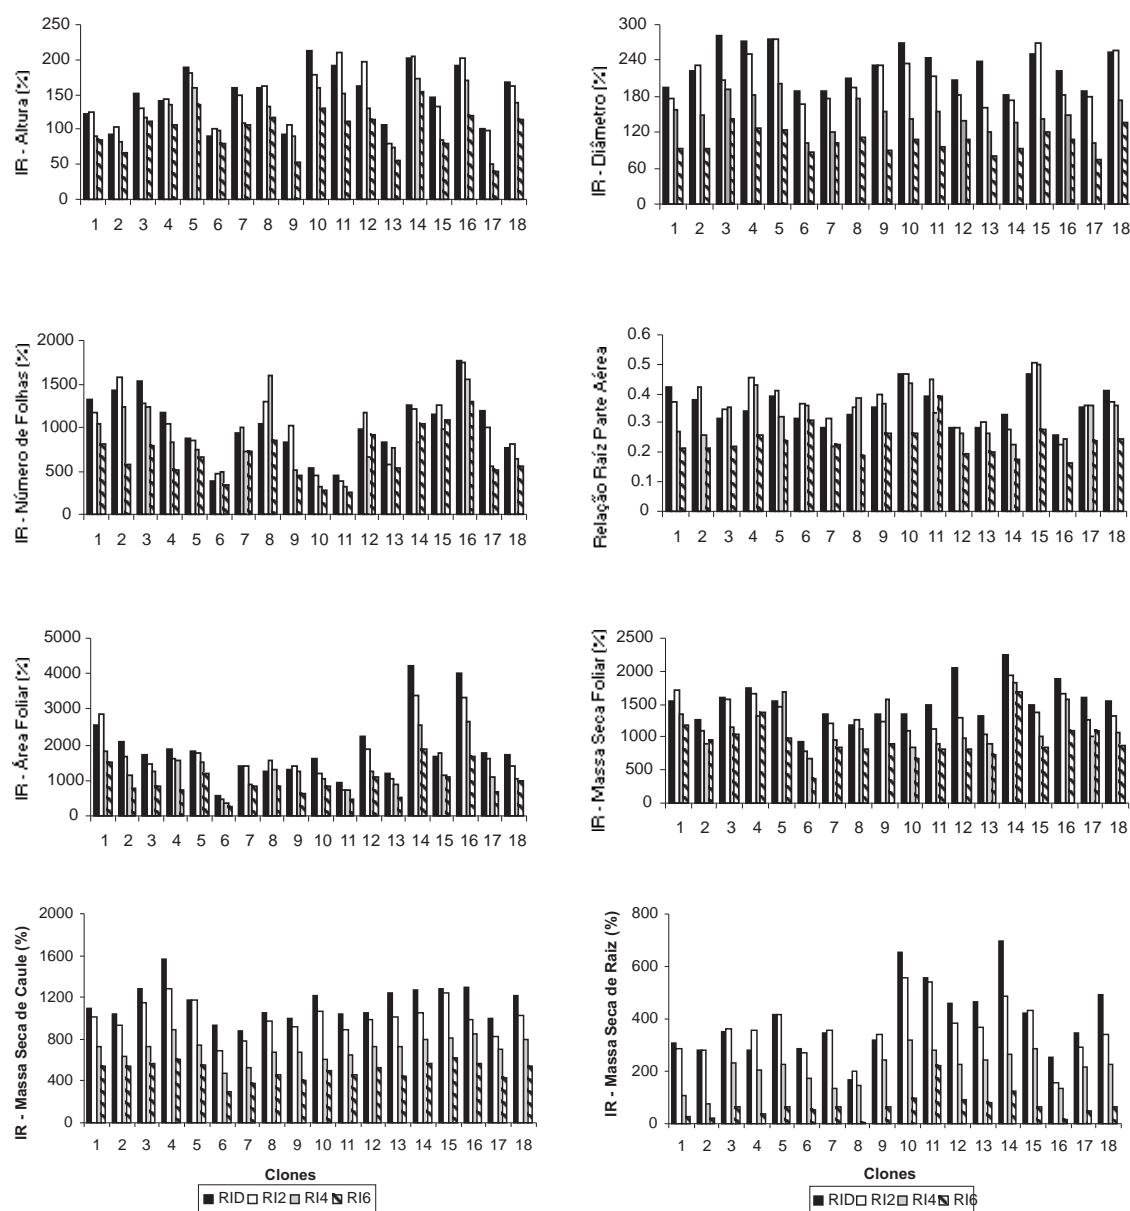 IR - Altura (%)
250
200
150
100
50
0
1 2 3 4 5 6 7 8 9 10 11 12 13 14 15 16 17 18
IR - Diâmetro (%)
300
240
180
120
60
0
1 2 3 4 5 6 7 8 9 10 11 12 13 14 15 16 17 18
IR - Número de Folhas (%)
2000
1500
1000
500
0
1 2 3 4 5 6 7 8 9 10 11 12 13 14 15 16 17 18
Relação Raíz Parte Aérea
0.6
0.5
0.4
0.3
0.2
0.1
0
1 2 3 4 5 6 7 8 9 10 11 12 13 14 15 16 17 18
IR - Área Foliar (%)
5000
4000
3000
2000
1000
0
1 2 3 4 5 6 7 8 9 10 11 12 13 14 15 16 17 18
IR - Massa Seca Foliar (%)
2500
2000
1500
1000
500
0
1 2 3 4 5 6 7 8 9 10 11 12 13 14 15 16 17 18
IR - Massa Seca de Caule (%)
2000
1600
1200
800
400
0
1 2 3 4 5 6 7 8 9 10 11 12 13 14 15 16 17 18
Clones
RID RI2 RI4 RI6
IR - Massa Seca de Raiz (%)
800
600
400
200
0
1 2 3 4 5 6 7 8 9 10 11 12 13 14 15 16 17 18
Clones
RID RI2 RI4 RI6